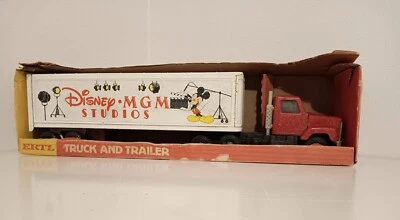 Disney · MGM
STUDIOS
ERTL
TRUCK AND TRAILER